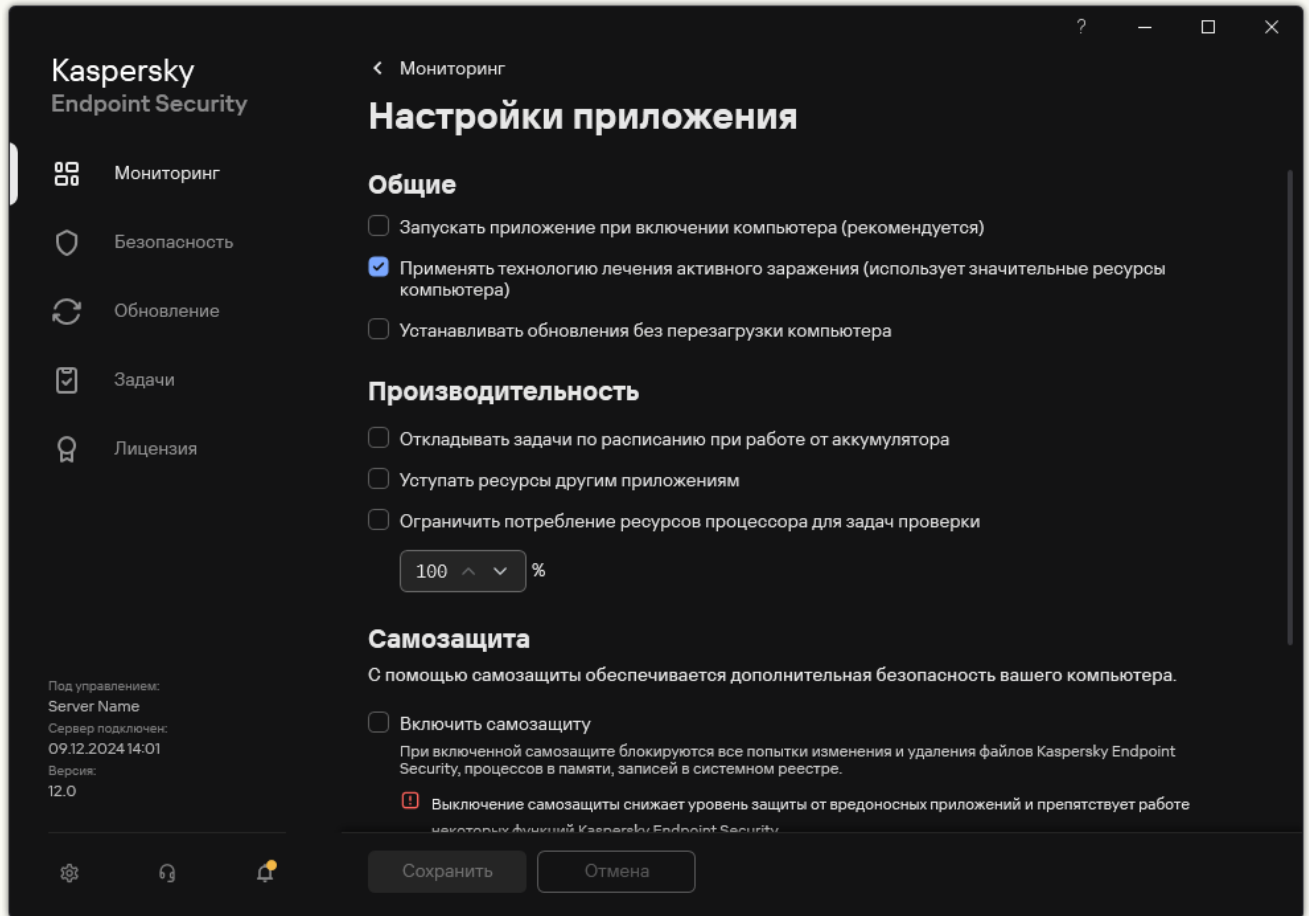 ?
Kaspersky
Endpoint Security
Мониторинг
Безопасность
Обновление
Задачи
Лицензия
Под управлением:
Server Name
Сервер подключен:
09.12.2024 14:01
Версия:
12.0
Мониторинг
Настройки приложения
Общие
Запускать приложение при включении компьютера (рекомендуется)
Применять технологию лечения активного заражения (использует значительные ресурсы
компьютера)
Устанавливать обновления без перезагрузки компьютера
Производительность
Откладывать задачи по расписанию при работе от аккумулятора
Уступать ресурсы другим приложениям
Ограничить потребление ресурсов процессора для задач проверки
100 %
Самозащита
С помощью самозащиты обеспечивается дополнительная безопасность вашего компьютера.
Включить самозащиту
При включенной самозащите блокируются все попытки изменения и удаления файлов Kaspersky Endpoint
Security, процессов в памяти, записей в системном реестре.
Выключение самозащиты снижает уровень защиты от вредоносных приложений и препятствует работе
некоторых функций Kaspersky Endpoint Security
Сохранить
Отмена